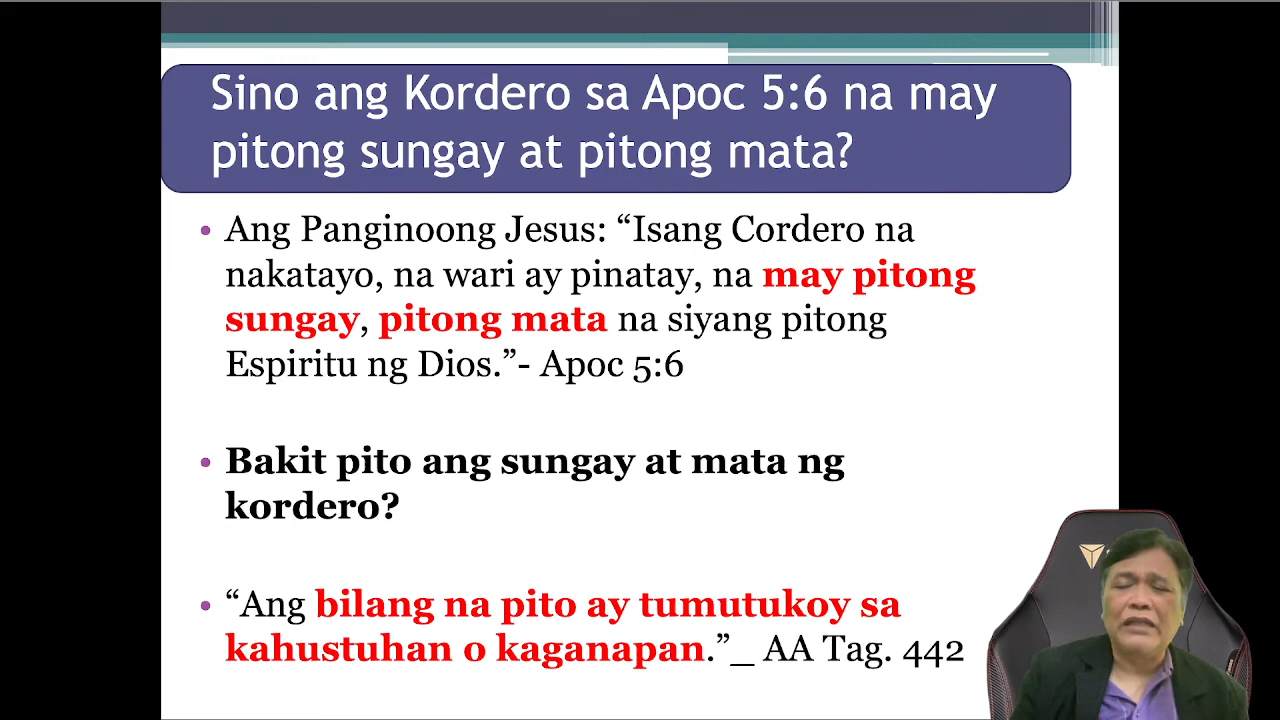 Sino ang Kordero sa Apoc 5:6 na may
pitong sungay at pitong mata?
• Ang Panginoong Jesus: “Isang Cordero na
nakatayo, na wari ay pinatay, na may pitong
sungay, pitong mata na siyang pitong
Espiritu ng Dios.”- Apoc 5:6
• Bakit pito ang sungay at mata ng
kordero?
• “Ang bilang na pito ay tumutukoy sa
kahustuhan o kaganapan.”_ AA Tag. 442